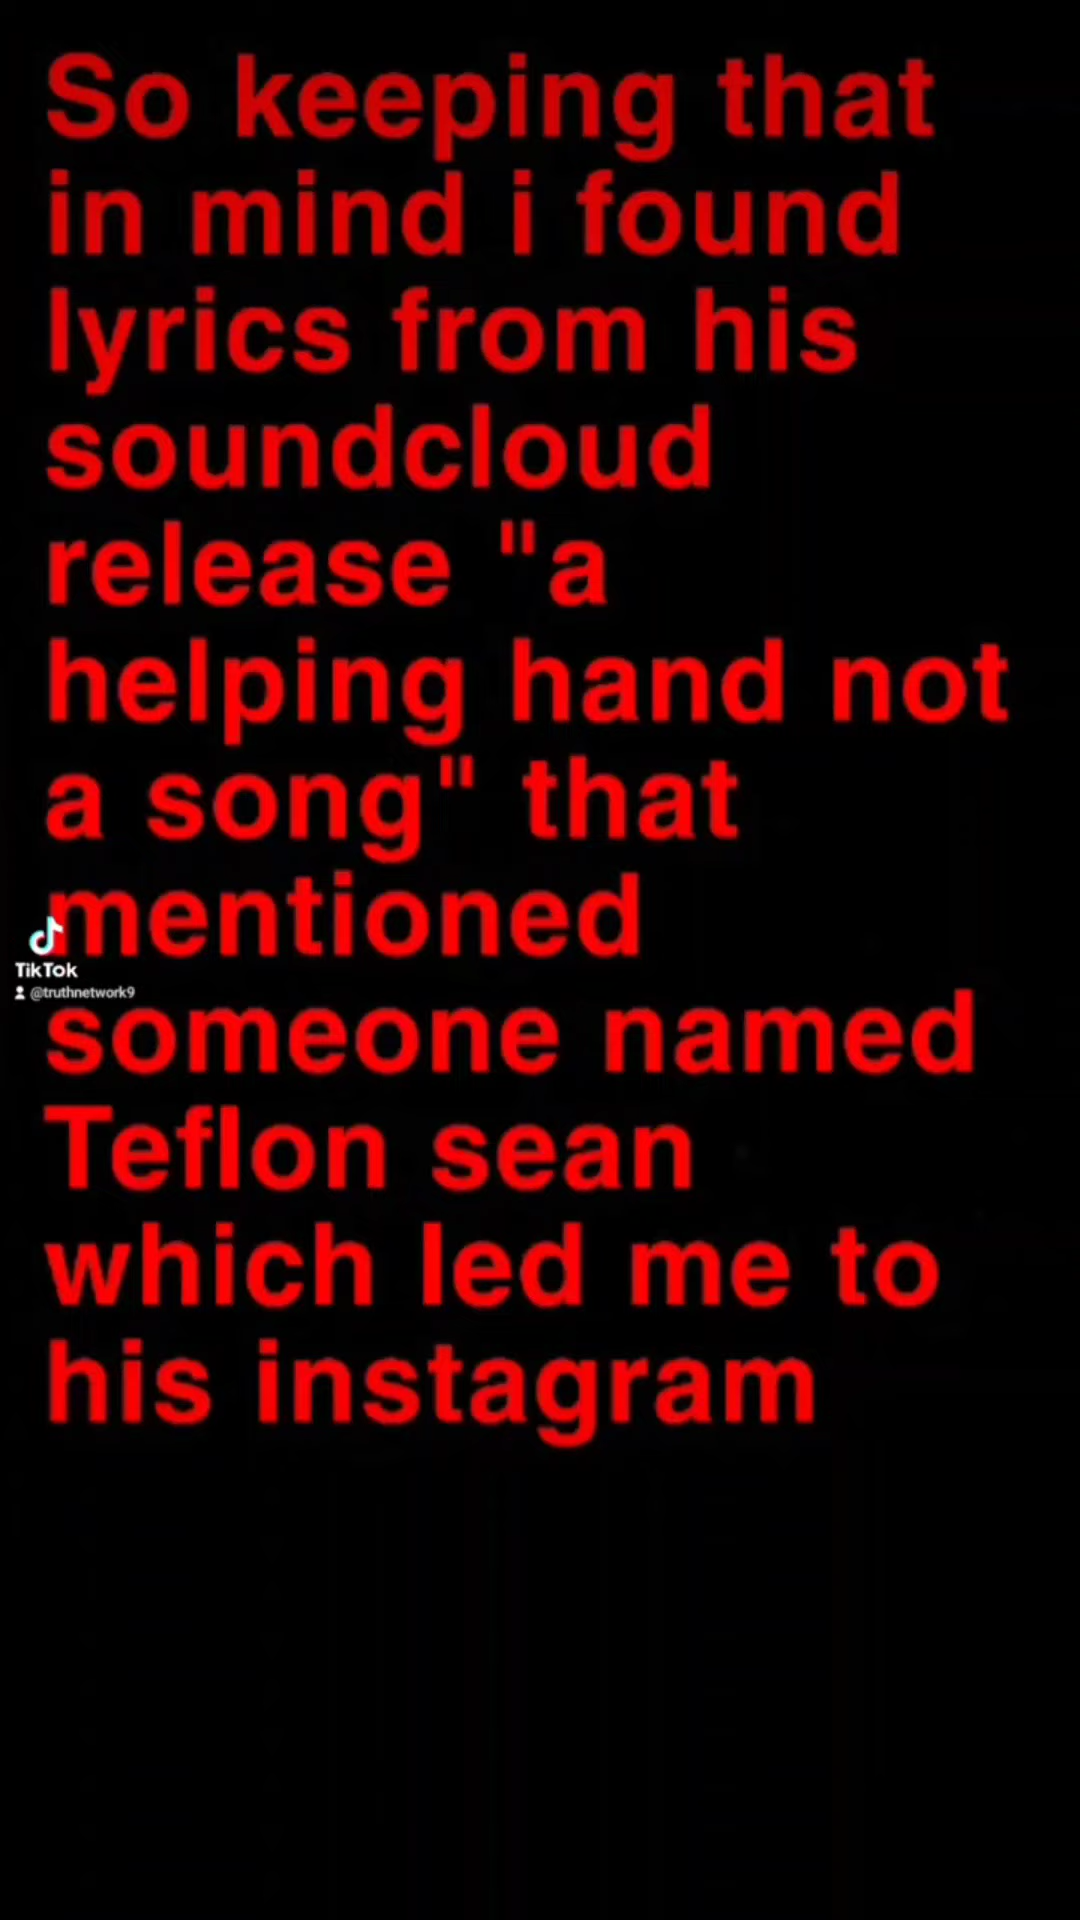 So keeping that
in mind i found
lyrics from his
soundcloud
release "a
helping hand not
a song" that
mentioned
TikTok
@truthnetwork9
someone named
Teflon sean
which led me to
his instagram